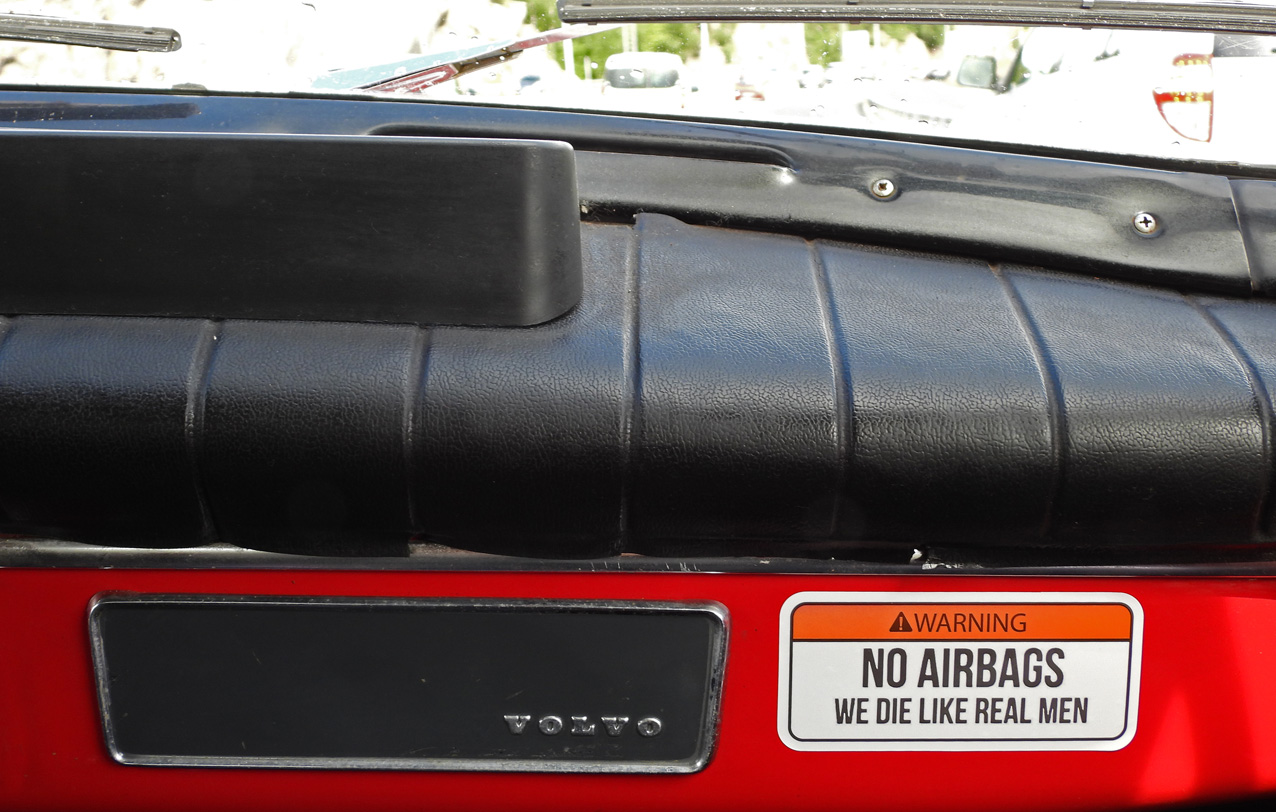 VOLVO
WARNING
NO AIRBAGS
WE DIE LIKE REAL MEN